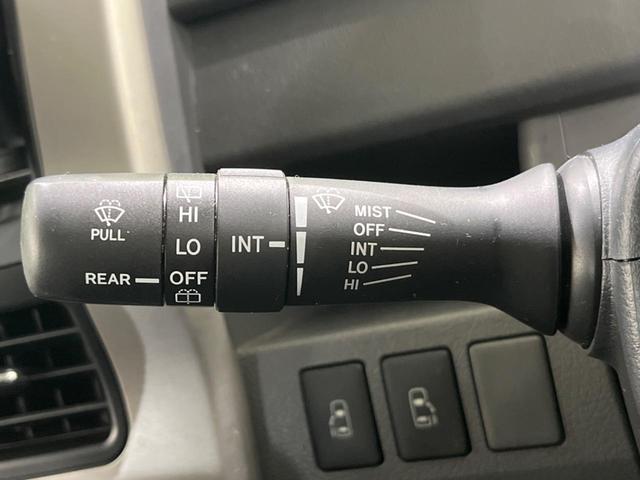 PULL
REAR
HI
LO
OFF
INT
MIST
OFF
INT
LO
HI